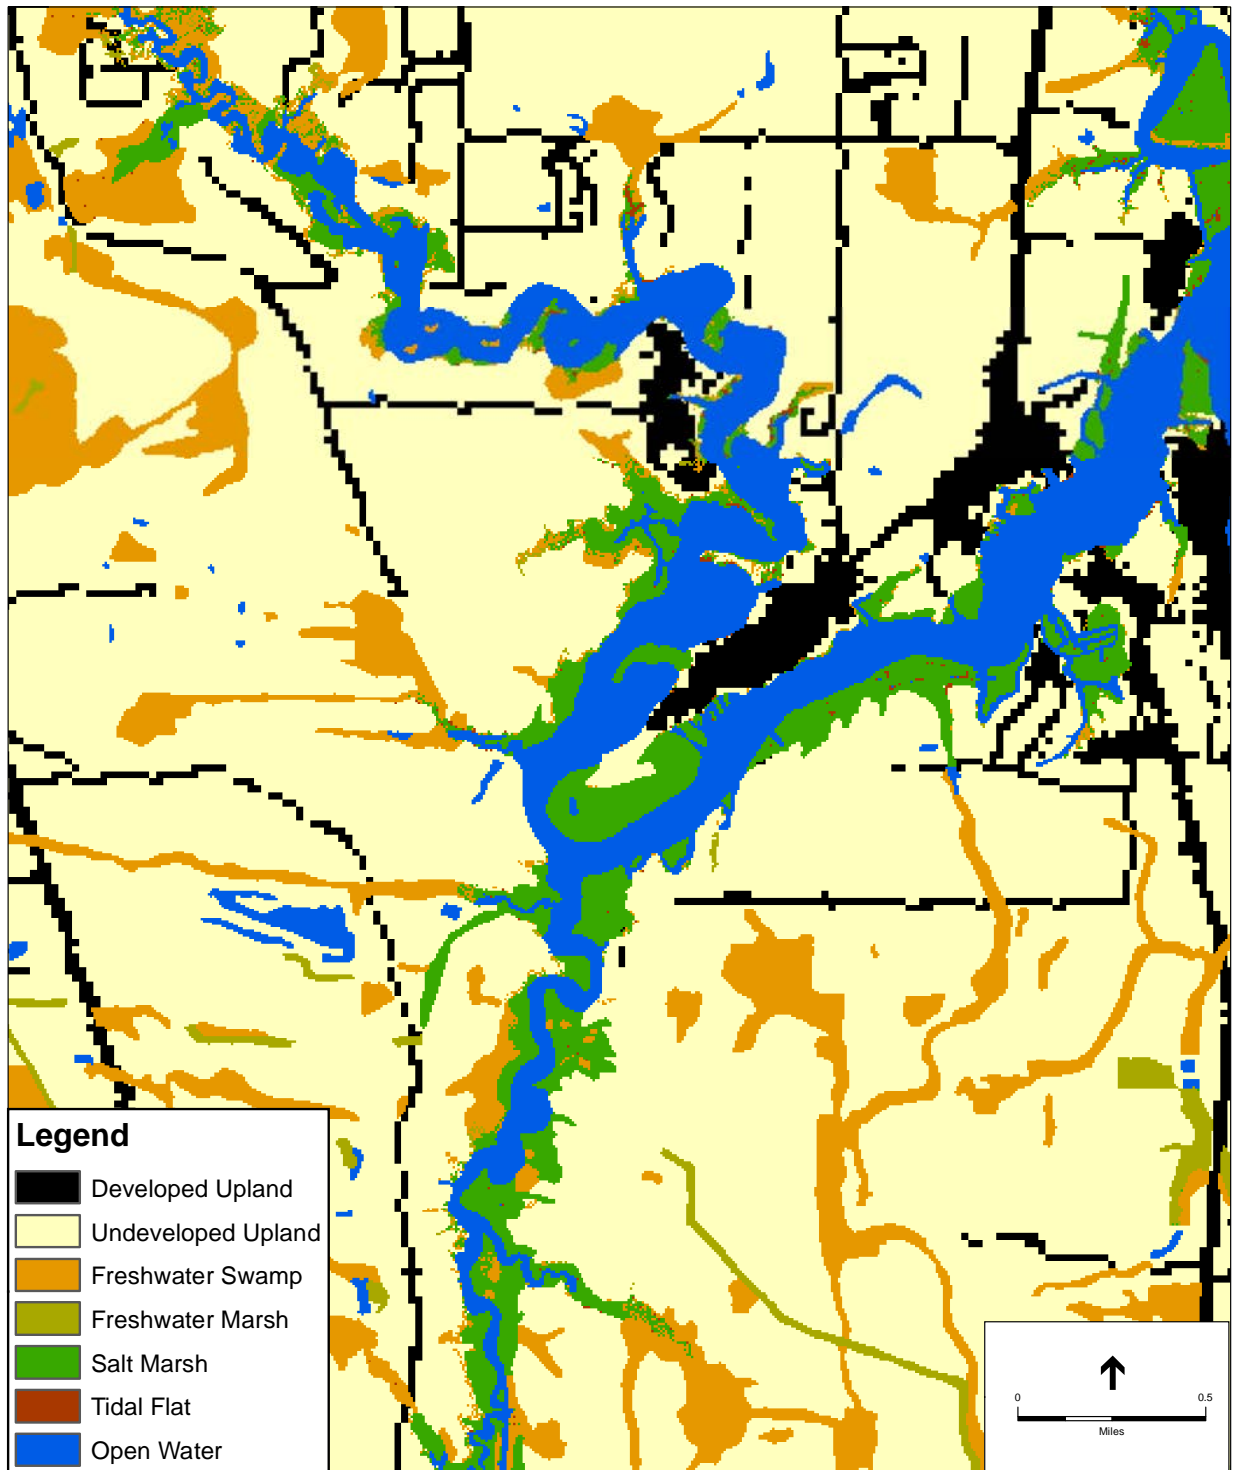 Legend
Developed Upland
Undeveloped Upland
Freshwater Swamp
Freshwater Marsh
Salt Marsh
Tidal Flat
Open Water
0 0.5
Miles